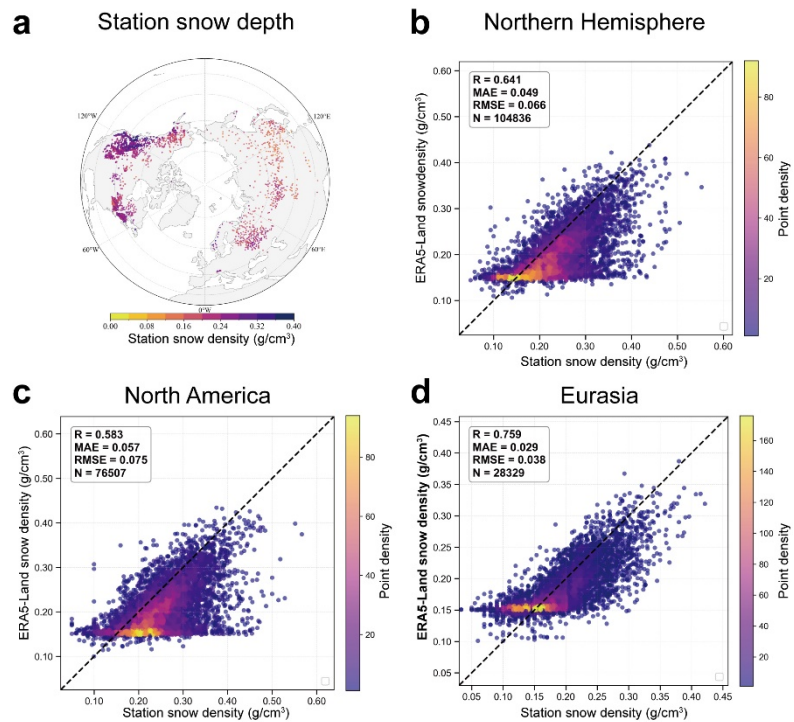 a
Station snow depth
120°W
120°E
60°W
60°E
0°W
0.00 0.08 0.16 0.24 0.32 0.40
Station snow density (g/cm³)
b
Northern Hemisphere
R = 0.641
MAE = 0.049
RMSE = 0.066
N = 104836
ERA5-Land snowdensity (g/cm³)
0.60
0.50
0.40
0.30
0.20
0.10
0.10 0.20 0.30 0.40 0.50 0.60
Station snow density (g/cm³)
80
60
40
20
Point density
c
North America
R = 0.583
MAE = 0.057
RMSE = 0.075
N = 76507
ERA5-Land snow density (g/cm³)
0.60
0.50
0.40
0.30
0.20
0.10
0.10 0.20 0.30 0.40 0.50 0.60
Station snow density (g/cm³)
80
60
40
20
Point density
d
Eurasia
R = 0.759
MAE = 0.029
RMSE = 0.038
N = 28329
ERA5-Land snow density (g/cm³)
0.45
0.40
0.35
0.30
0.25
0.20
0.15
0.10
0.05
0.05 0.10 0.15 0.20 0.25 0.30 0.35 0.40 0.45
Station snow density (g/cm³)
160
140
120
100
80
60
40
20
Point density